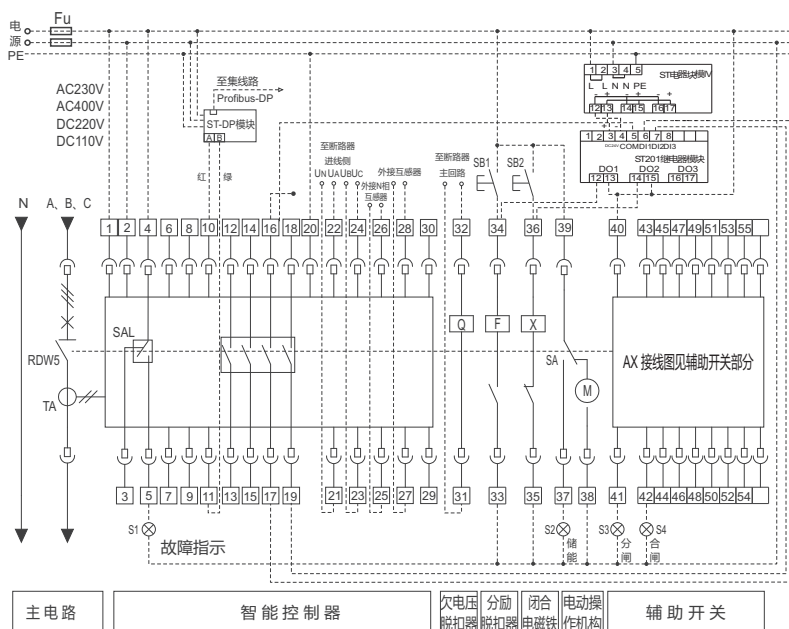 电
源
PE
Fu
AC230V
AC400V
DC220V
DC110V
至集线路
Profibus-DP
ST-DP模块
A B
红 绿
至断路器
进线侧
UN UA UB UC
外接N相
互感器
外接互感器
至断路器
主回路
SB1
SB2
1 2 3 4 5
L L N N PE
ST电器块模IV
- + - + - +
12 13 14 15 16 17
1 2 3 4 5 6 7 8
DC24V COMDI1DI2DI3
ST201继电器模块
DO1 DO2 DO3
12 13 14 15 16 17
N A、B、C
1 2 4 6 8 10 12 14 16 18 20 22 24 26 28 30 32 34 36 39 40 43 45 47 49 51 53 55
SAL
RDW5
TA
Q
F
X
SA
M
AX 接线图见辅助开关部分
3 5 7 9 11 13 15 17 19 21 23 25 27 29 31 33 35 37 38 41 42 44 46 48 50 52 54
S1
故障指示
S2
储能
S3
分闸
S4
合闸
主电路
智能控制器
欠电压
脱扣器
分励
脱扣器
闭合
电磁铁
电动操
作机构
辅助开关